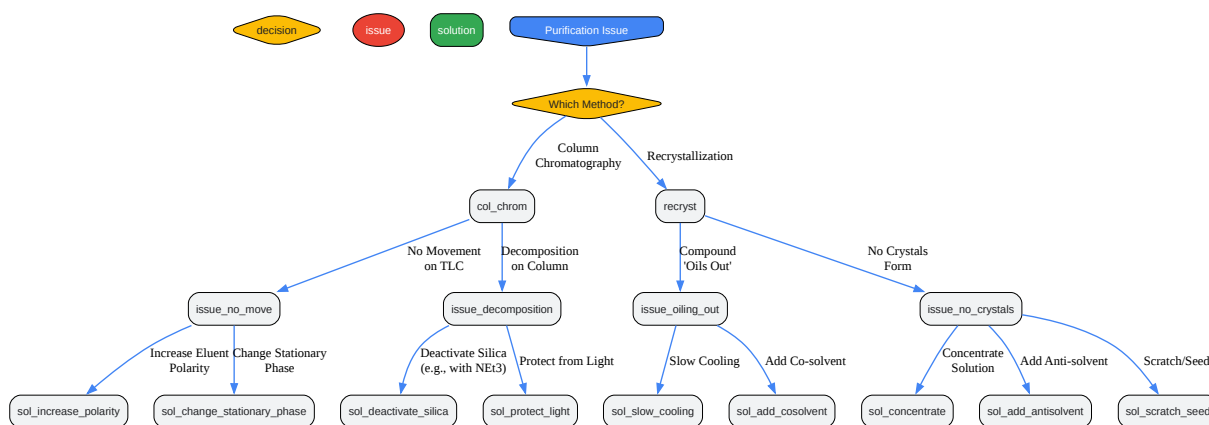 decision
issue
solution
Purification Issue
Which Method?
Column
Chromatography
Recrystallization
col_chrom
recryst
No Movement
on TLC
Decomposition
on Column
Compound
'Oils Out'
No Crystals
Form
issue_no_move
issue_decomposition
issue_oiling_out
issue_no_crystals
Increase Eluent
Polarity
Change Stationary
Phase
Deactivate Silica
(e.g., with NEt3)
Protect from Light
Slow Cooling
Add Co-solvent
Concentrate
Solution
Add Anti-solvent
Scratch/Seed
sol_increase_polarity
sol_change_stationary_phase
sol_deactivate_silica
sol_protect_light
sol_slow_cooling
sol_add_cosolvent
sol_concentrate
sol_add_antisolvent
sol_scratch_seed